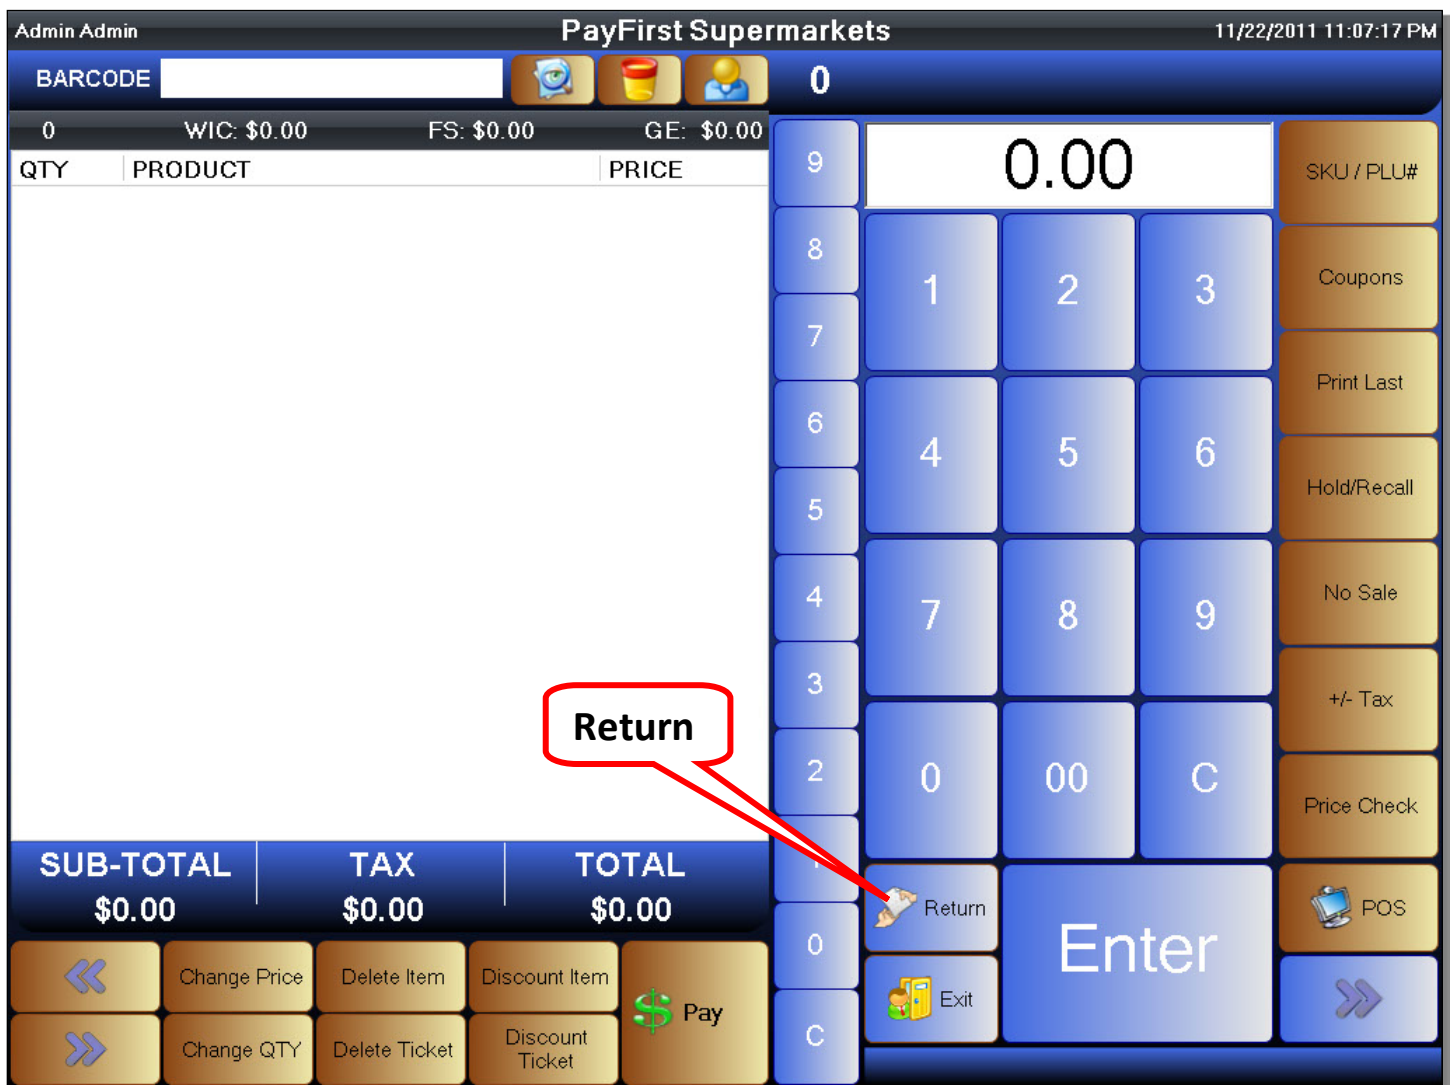 Admin Admin
PayFirst Supermarkets
11/22/2011 11:07:17 PM
BARCODE
0
0 WIC: $0.00 FS: $0.00 GE: $0.00
QTY PRODUCT PRICE
9
8
7
6
5
4
3
2
0
C
0.00
1 2 3
4 5 6
7 8 9
0 00 C
Return
Return
Exit
Enter
SKU / PLU#
Coupons
Print Last
Hold/Recall
No Sale
+/- Tax
Price Check
POS
SUB-TOTAL TAX TOTAL
$0.00 $0.00 $0.00
Change Price
Delete Item
Discount Item
Pay
Change QTY
Delete Ticket
Discount
Ticket